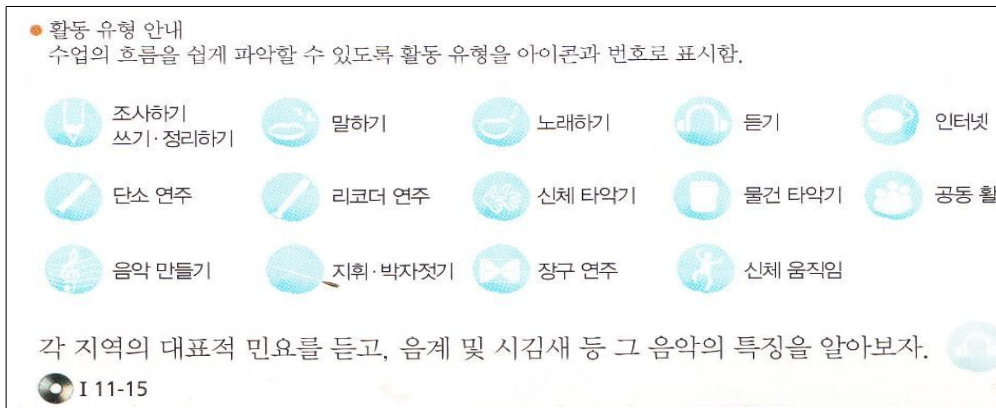 활동 유형 안내
수업의 흐름을 쉽게 파악할 수 있도록 활동 유형을 아이콘과 번호로 표시함.
조사하기
쓰기·정리하기
말하기
노래하기
듣기
인터넷
단소 연주
리코더 연주
신체 타악기
물건 타악기
공동 활
음악 만들기
지휘·박자젓기
장구 연주
신체 움직임
각 지역의 대표적 민요를 듣고, 음계 및 시김새 등 그 음악의 특징을 알아보자.
I 11-15